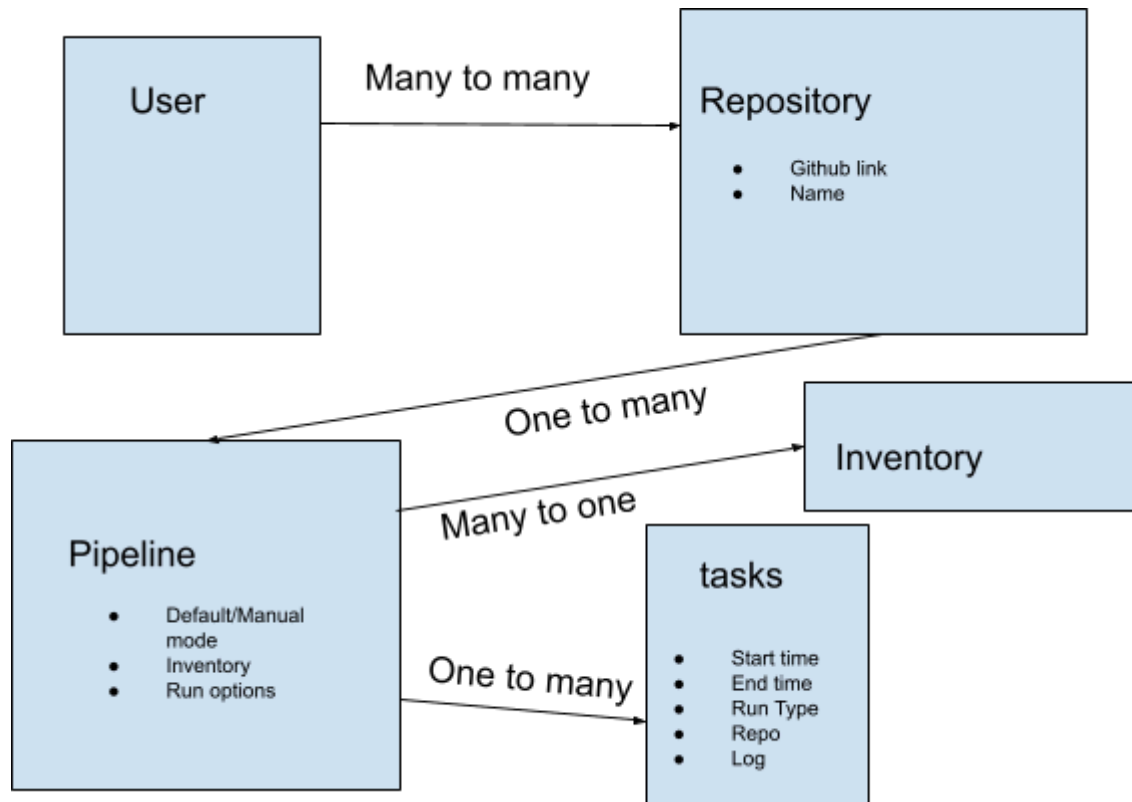 User
Many to many
Repository
Github link
Name
One to many
Many to one
Inventory
Pipeline
Default/Manual
mode
Inventory
Run options
One to many
tasks
Start time
End time
Run Type
Repo
Log